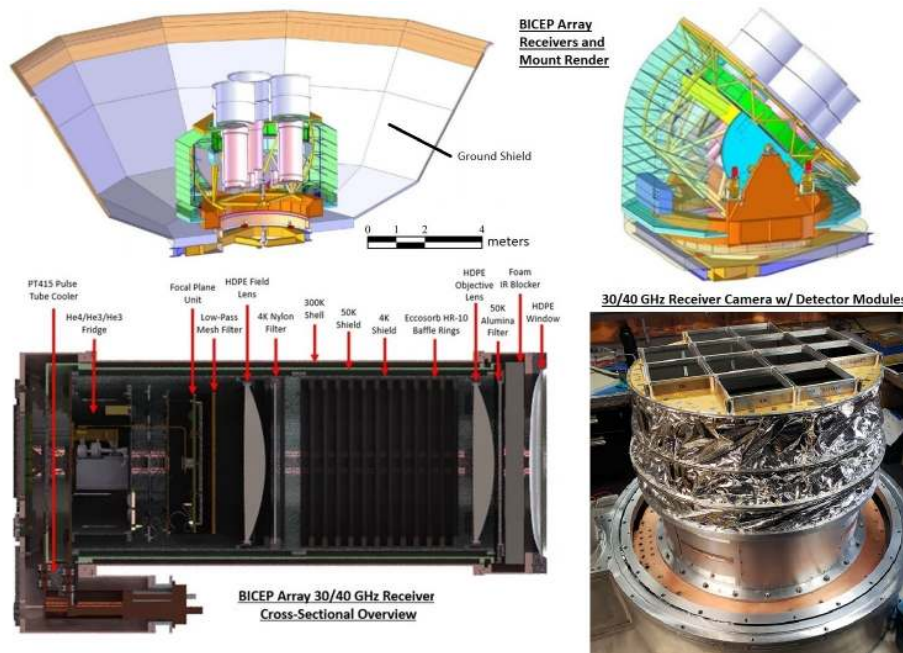 BICEP Array
Receivers and
Mount Render
Ground Shield
0 1 2 4
meters
PT415 Pulse
Tube Cooler
He4/He3/He3
Fridge
Focal Plane
Unit
Low-Pass
Mesh Filter
HDPE Field
Lens
4K Nylon
Filter
300K
Shell
50K
Shield
4K
Shield
Eccosorb HR-10
Baffle Rings
HDPE
Objective
Lens
50K
Alumina
Filter
Foam
IR Blocker
HDPE
Window
BICEP Array 30/40 GHz Receiver
Cross-Sectional Overview
30/40 GHz Receiver Camera w/ Detector Modules